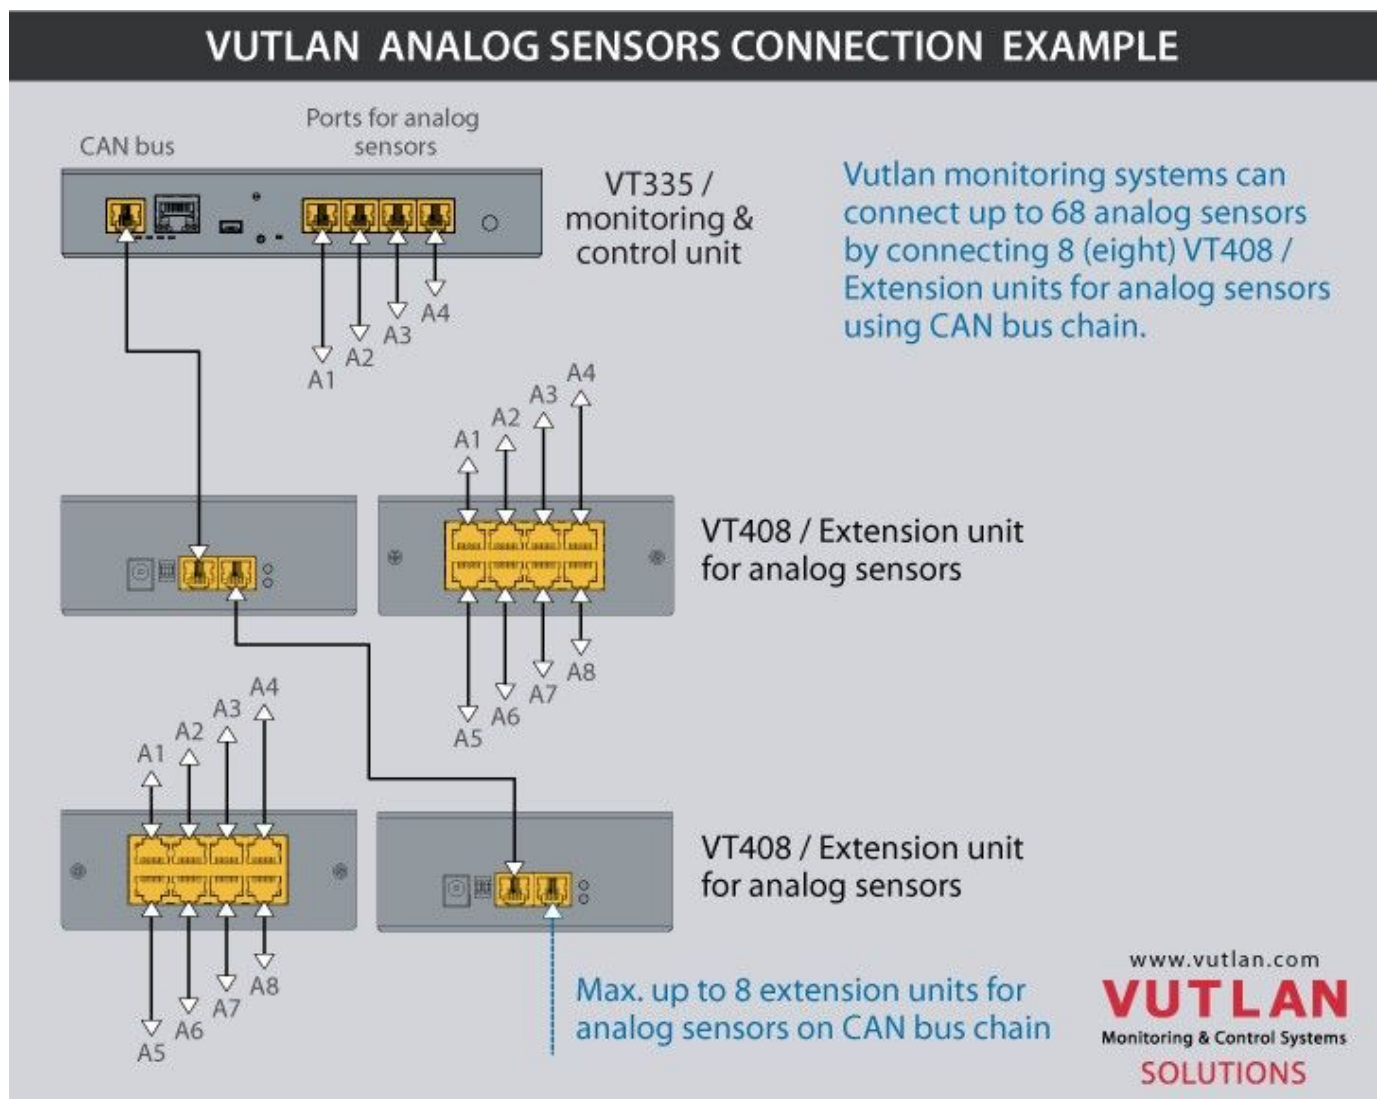 VUTLAN ANALOG SENSORS CONNECTION EXAMPLE
CAN bus
Ports for analog
sensors
VT335 /
monitoring &
control unit
Vutlan monitoring systems can
connect up to 68 analog sensors
by connecting 8 (eight) VT408 /
Extension units for analog sensors
using CAN bus chain.
A1
A2
A3
A4
A1
A2
A3
A4
VT408 / Extension unit
for analog sensors
A5
A6
A7
A8
A1
A2
A3
A4
VT408 / Extension unit
for analog sensors
A5
A6
A7
A8
Max. up to 8 extension units for
analog sensors on CAN bus chain
www.vutlan.com
VUTLAN
Monitoring & Control Systems
SOLUTIONS